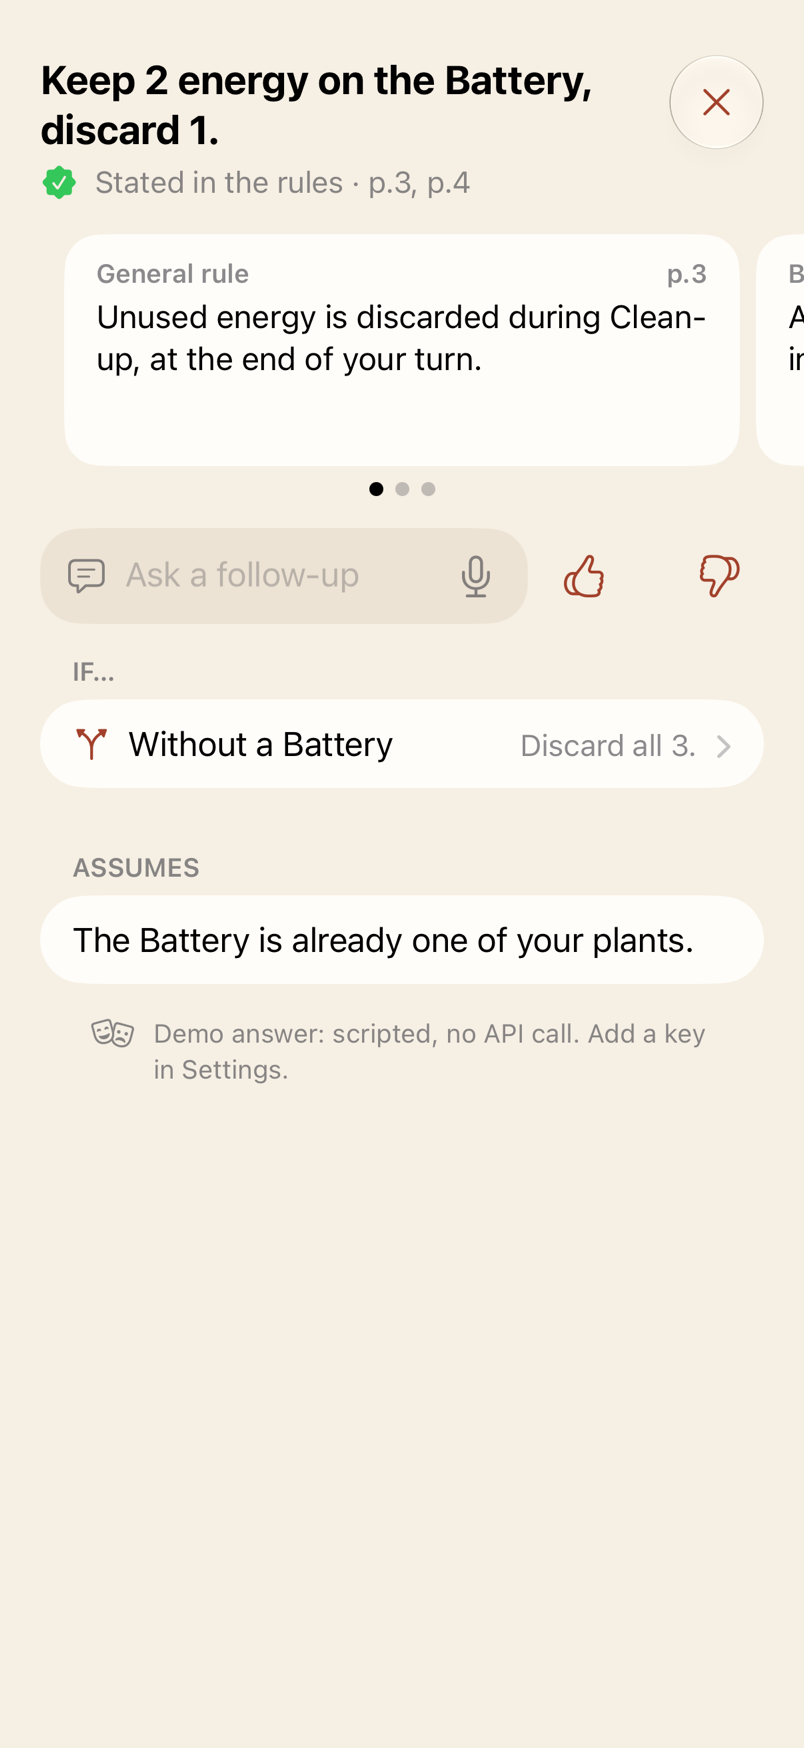 Keep 2 energy on the Battery,
discard 1.
Stated in the rules · p.3, p.4
General rule
p.3
Unused energy is discarded during Clean-
up, at the end of your turn.
Ask a follow-up
IF...
Without a Battery
Discard all 3.
ASSUMES
The Battery is already one of your plants.
Demo answer: scripted, no API call. Add a key
in Settings.